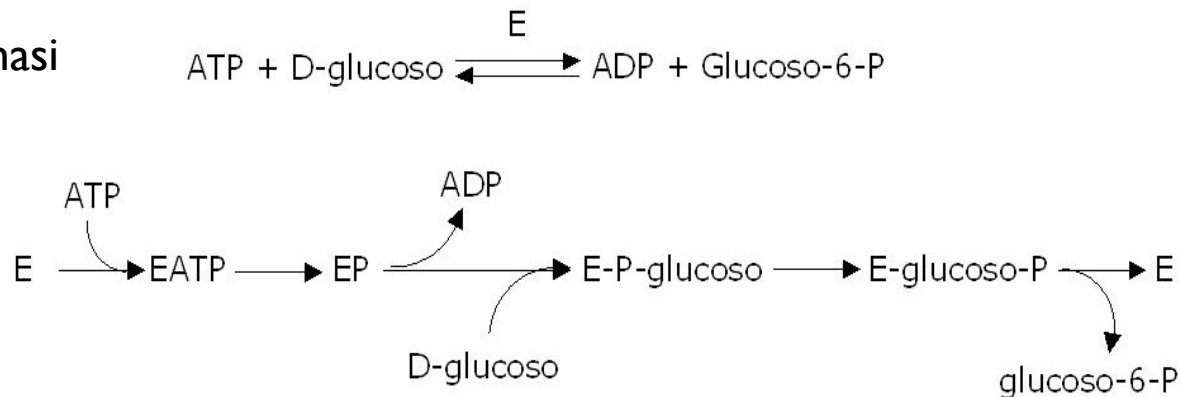 E
nasi
ATP + D-glucoso ADP + Glucoso-6-P
ATP
ADP
E EATP EP E-P-glucoso E-glucoso-P E
D-glucoso
glucoso-6-P